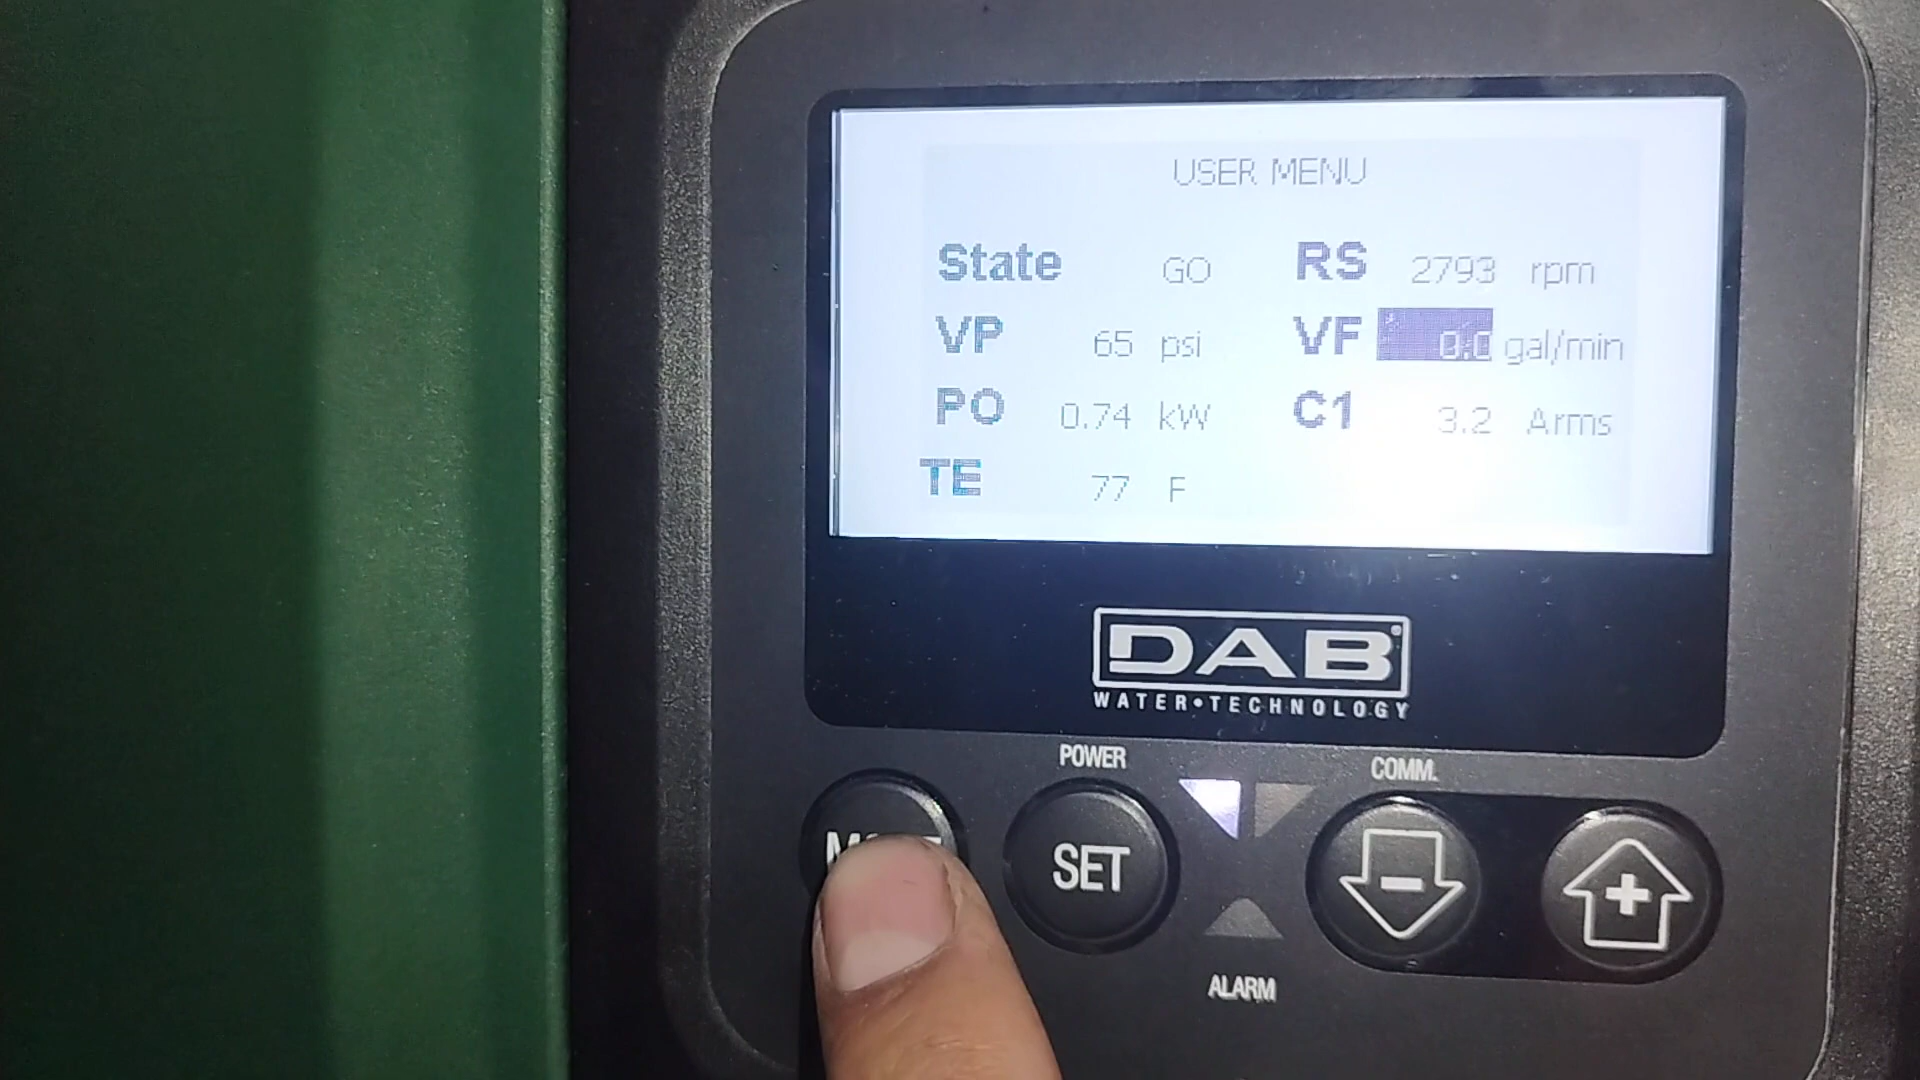 USER MENU
State GO RS 2793 rpm
VP 65 psi VF 0.0 gal/min
PO 0.74 kW C1 3.2 Arms
TE 77 F
DAB
WATER•TECHNOLOGY
POWER COMM.
SET - +
ALARM